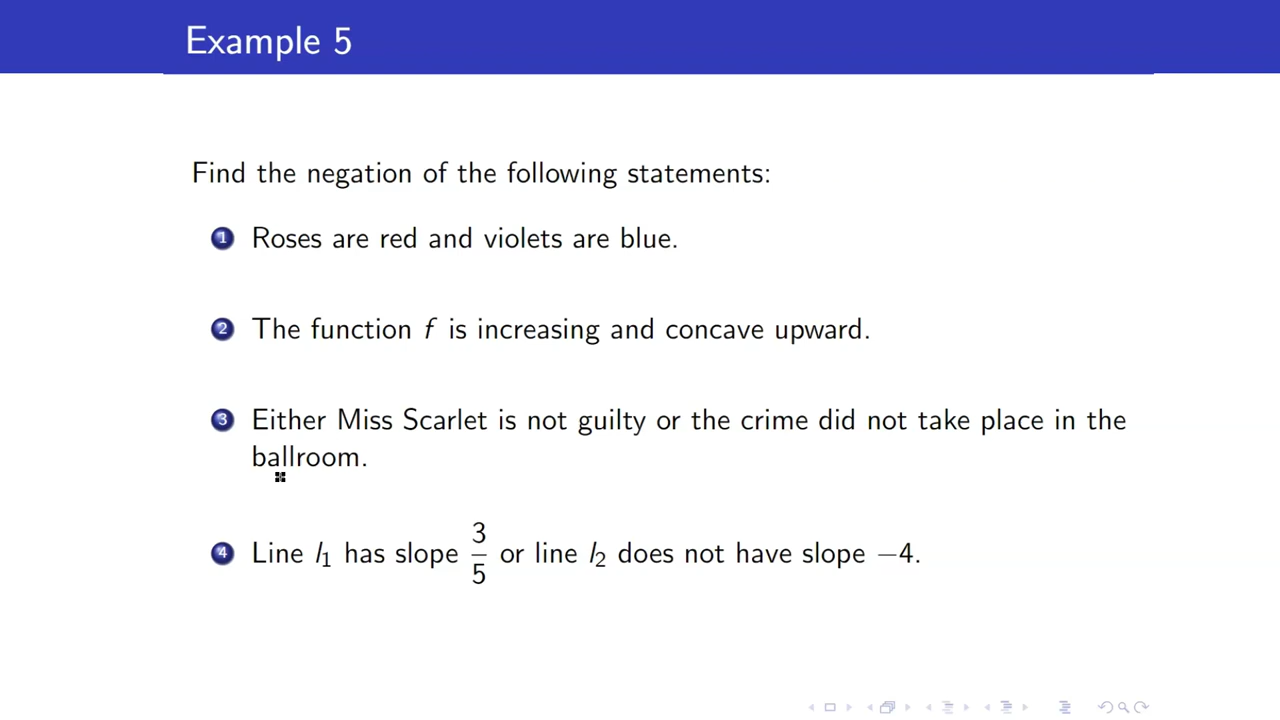 Example 5
Find the negation of the following statements:
1 Roses are red and violets are blue.
2 The function f is increasing and concave upward.
3 Either Miss Scarlet is not guilty or the crime did not take place in the
ballroom.
4 Line l₁ has slope 3/5 or line l₂ does not have slope −4.